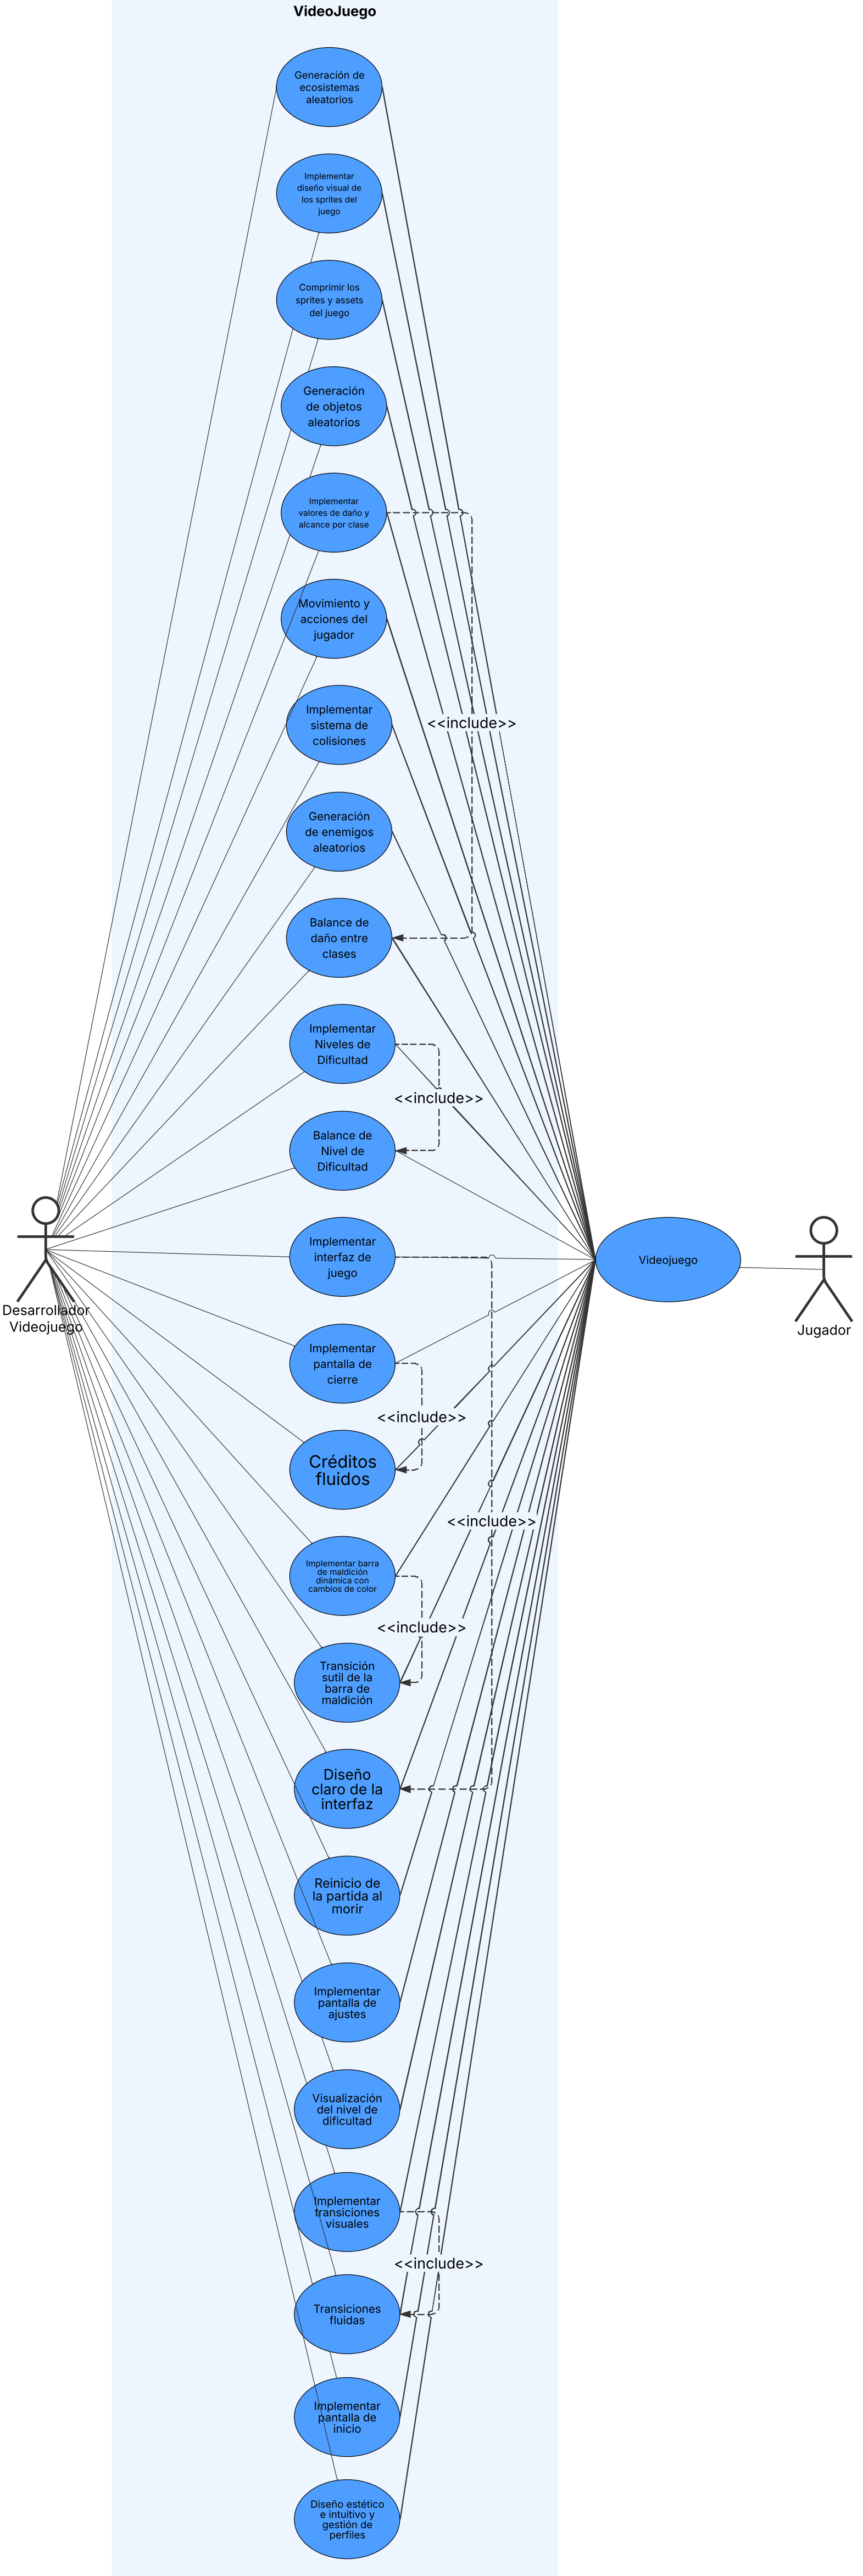 VideoJuego
Generación de
ecosistemas
aleatorios
Implementar
diseño visual de
los sprites del
juego
Comprimir los
sprites y assets
del juego
Generación
de objetos
aleatorios
Implementar
valores de daño y
alcance por clase
Movimiento y
acciones del
jugador
Implementar
sistema de
colisiones
<<include>>
Generación
de enemigos
aleatorios
Balance de
daño entre
clases
Implementar
Niveles de
Dificultad
<<include>>
Balance de
Nivel de
Dificultad
Implementar
interfaz de
juego
Videojuego
Desarrollador
Videojuego
Jugador
Implementar
pantalla de
cierre
<<include>>
Créditos
fluidos
<<include>>
Implementar barra
de maldición
dinámica con
cambios de color
<<include>>
Transición
sutil de la
barra de
maldición
Diseño
claro de la
interfaz
Reinicio de
la partida al
morir
Implementar
pantalla de
ajustes
Visualización
del nivel de
dificultad
Implementar
transiciones
visuales
<<include>>
Transiciones
fluidas
Implementar
pantalla de
inicio
Diseño estético
e intuitivo y
gestión de
perfiles